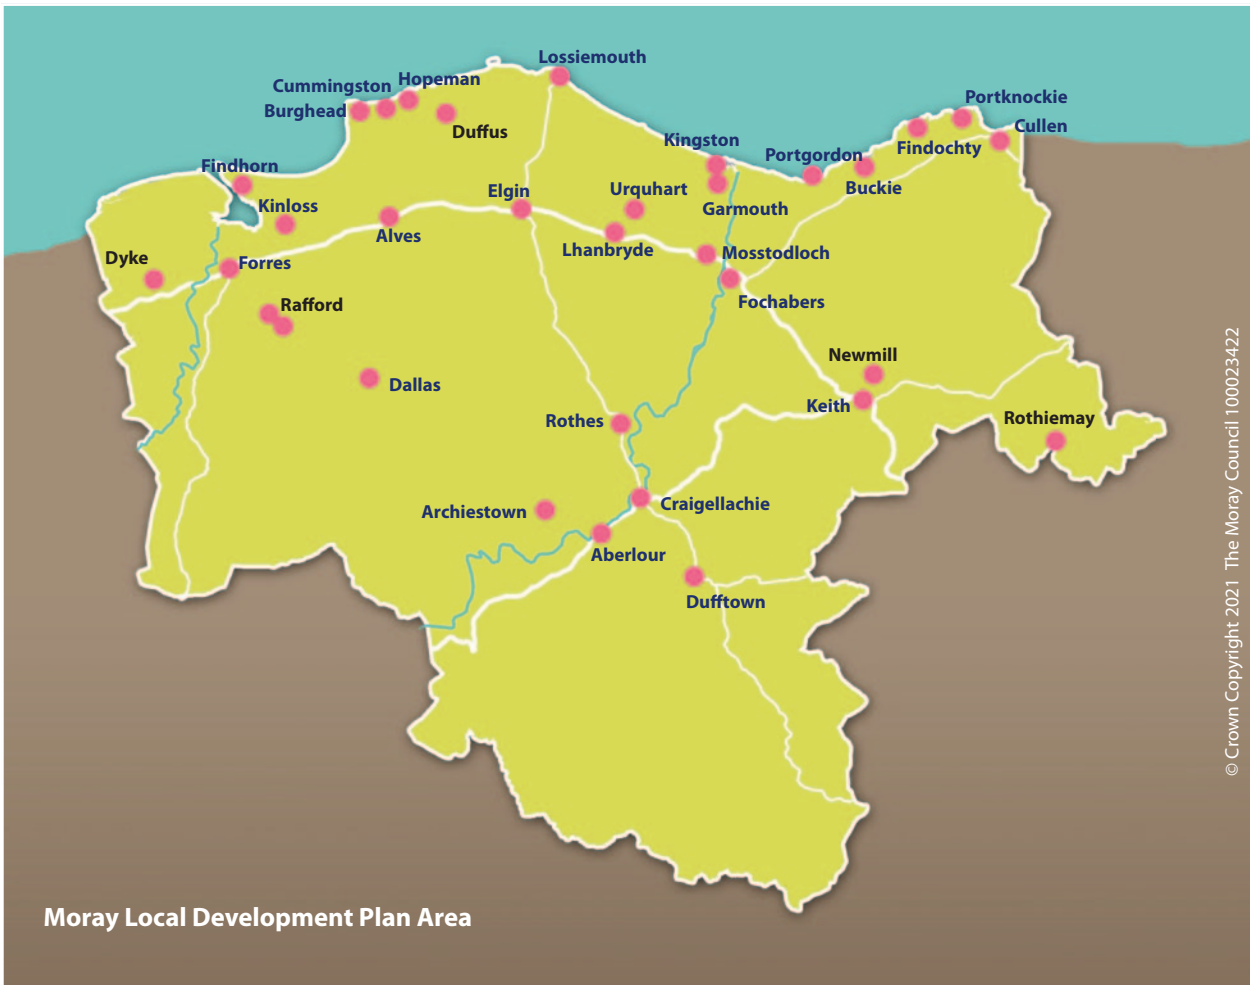 Lossiemouth
Cummingston
Hopeman
Burghead
Duffus
Portknockie
Cullen
Findochty
Kingston
Portgordon
Buckie
Findhorn
Kinloss
Elgin
Urquhart
Garmouth
Alves
Lhanbryde
Mosstodloch
Dyke
Forres
Fochabers
Rafford
Newmill
Dallas
Keith
Rothes
Rothiemay
Archiestown
Craigellachie
Aberlour
Dufftown
© Crown Copyright 2021 The Moray Council 100023422
Moray Local Development Plan Area